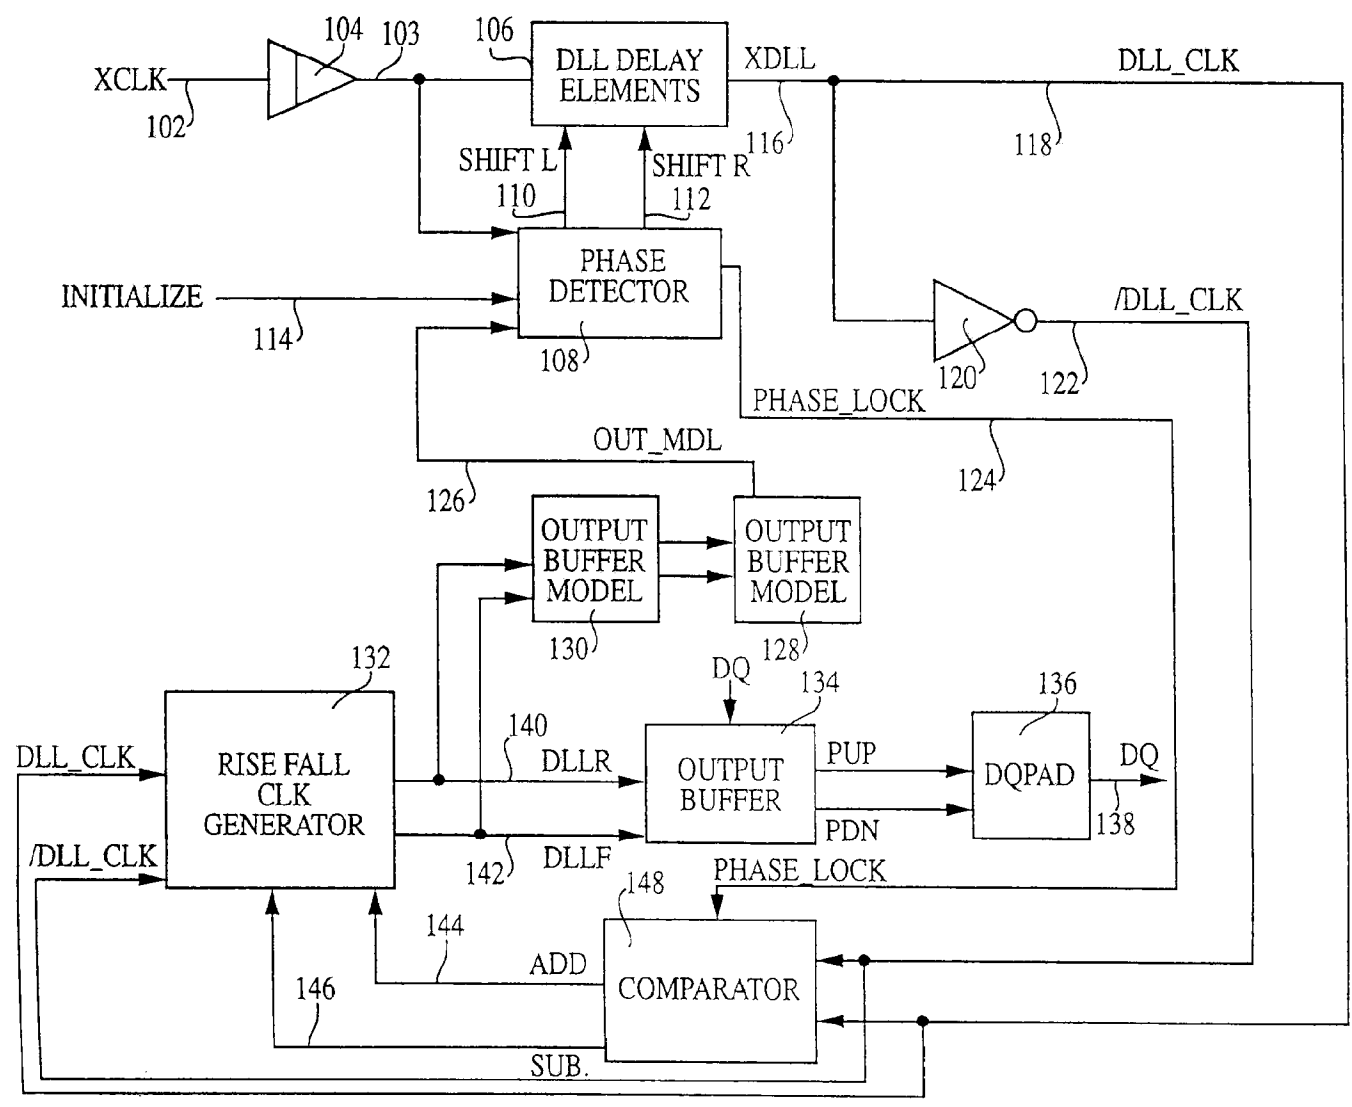 104
103
106
DLL DELAY
ELEMENTS
XDLL
DLL_CLK
XCLK
102
116
118
SHIFT L
110
SHIFT R
112
PHASE
DETECTOR
108
INITIALIZE
114
/DLL_CLK
120
122
PHASE_LOCK
124
OUT_MDL
126
OUTPUT
BUFFER
MODEL
130
OUTPUT
BUFFER
MODEL
128
132
DQ
134
136
RISE FALL
CLK
GENERATOR
DLL_CLK
/DLL_CLK
140
DLLR
142
DLLF
OUTPUT
BUFFER
PUP
PDN
DQPAD
DQ
138
PHASE_LOCK
148
COMPARATOR
144
ADD
146
SUB.